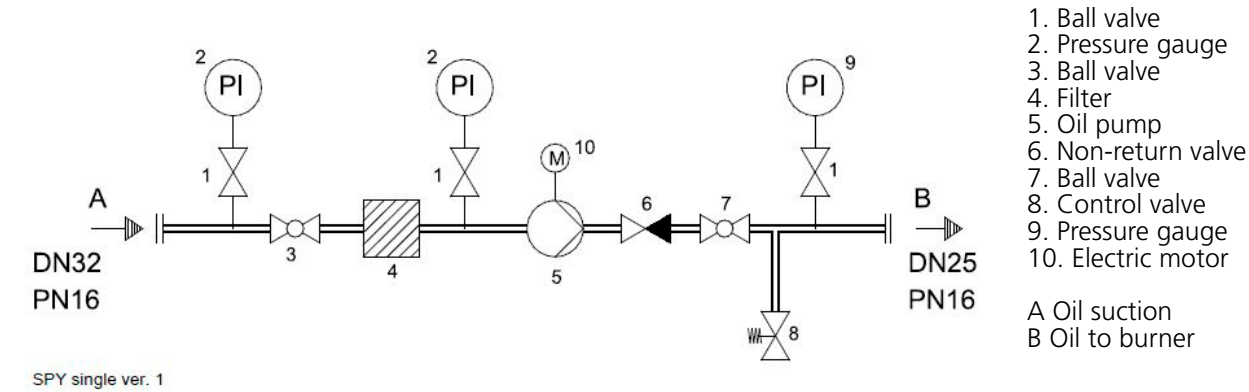 2
PI
1
2
PI
1
M
10
9
PI
1
A
DN32
PN16
3
4
5
6
7
8
B
DN25
PN16
SPY single ver. 1
1. Ball valve
2. Pressure gauge
3. Ball valve
4. Filter
5. Oil pump
6. Non-return valve
7. Ball valve
8. Control valve
9. Pressure gauge
10. Electric motor
A Oil suction
B Oil to burner